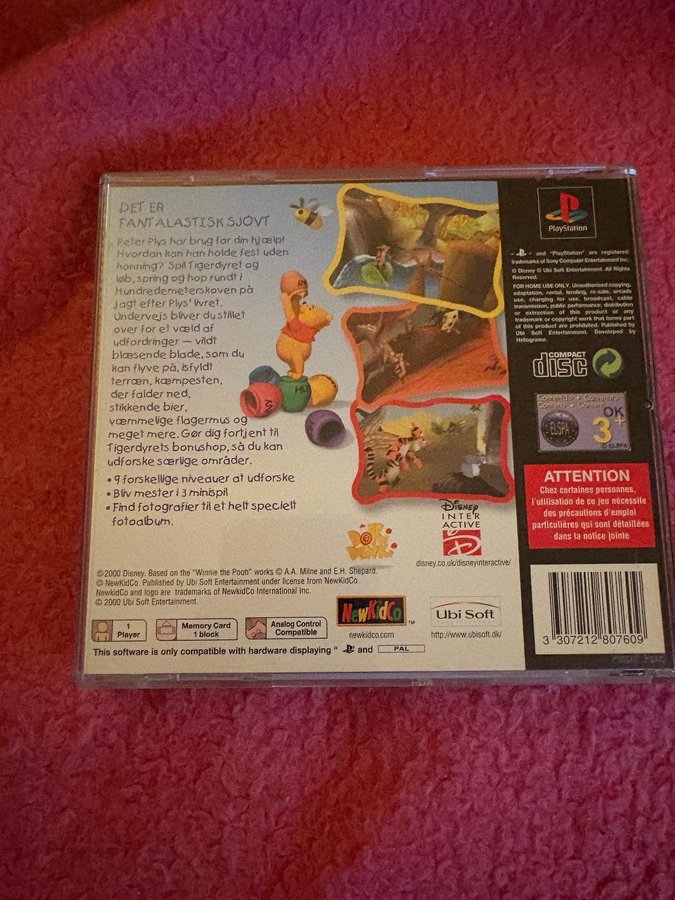 DET ER
FANTALASTISK SJOVT
Peter Plys har brug for din hjælp!
Hvordan kan han holde fest uden
honning? Spil Tigerdyret og
løb, spring og hop rundt i
Hundredemeterskoven på
jagt efter Plys' livret.
Undervejs bliver du stillet
over for et væld af
udfordringer – vildt
blæsende blade, som du
kan flyve på, isfyldt
terræn, kæmpesten,
der falder ned,
stikkende bier,
væmmelige flagermus og
meget mere. Gør dig fortjent til
Tigerdyrets bonushop, så du kan
udforske særlige områder.
• 9 forskellige niveauer at udforske
• Bliv mester i 3 minispil
• Find fotografier til et helt specielt
fotoalbum.
HU
NY
©2000 Disney. Based on the "Winnie the Pooh" works © A.A. Milne and E.H. Shepard.
© NewKidCo. Published by Ubi Soft Entertainment under license from NewKidCo.
NewKidCo and logo are trademarks of NewKidCo International Inc.
© 2000 Ubi Soft Entertainment.
Disney
INTER
ACTIVE
D
disney.co.uk/disneyinteractive/
NewKidCo ™
newkidco.com
Ubi Soft
http://www.ubisoft.dk/
1
Player
Memory Card
1 block
Analog Control
Compatible
This software is only compatible with hardware displaying " and PAL
PlayStation
- and "PlayStation" are registered
trademarks of Sony Computer Entertainment Inc.
© Disney © Ubi Soft Entertainment All Rights
Reserved.
FOR HOME USE ONLY. Unauthorised copying,
adaptation, rental, lending, re-sale, arcade
use, charging for use, broadcast, cable
transmission, public performance, distribution
or extraction of this product or any
trademark or copyright work that forms part
of this product are prohibited. Published by
Ubi Soft Entertainment. Developed by
Hellograme.
COMPACT
disc
ELSPA
OK
3+
© ELSPA
ATTENTION
Chez certaines personnes,
l'utilisation de ce jeu nécessite
des précautions d'emploi
particulières qui sont détaillées
dans la notice jointe
3 307212 807609